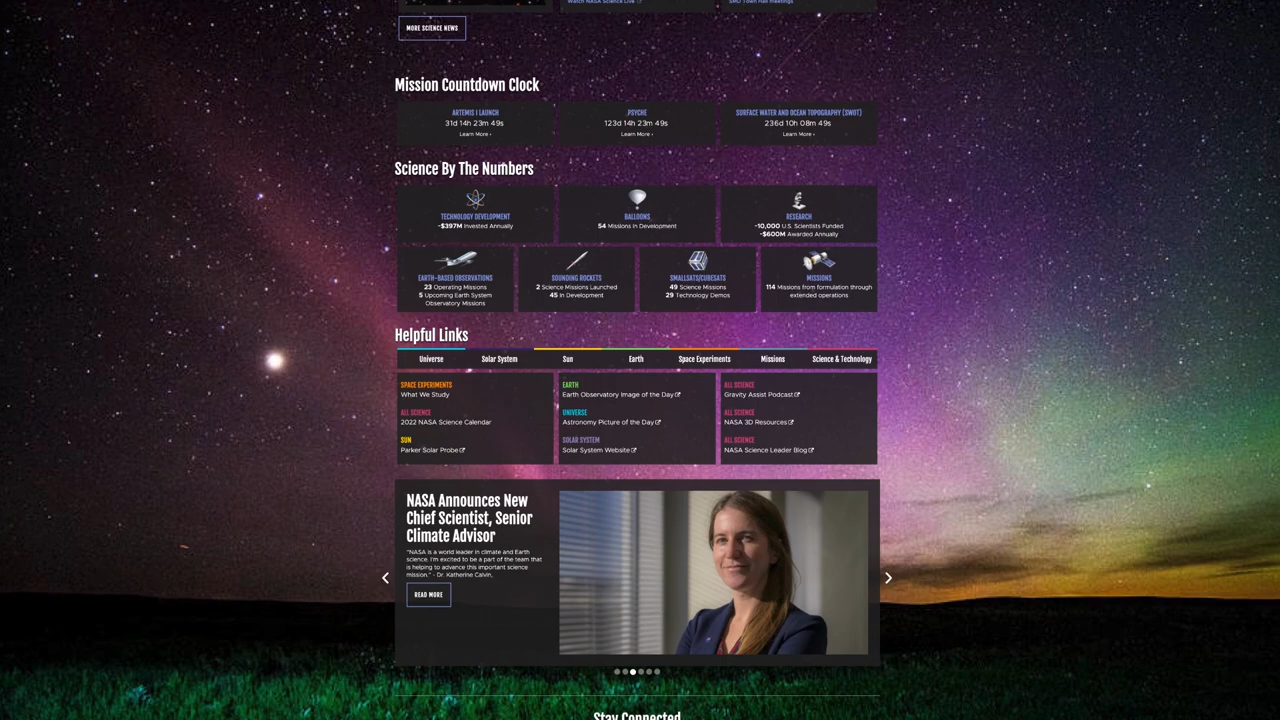 Watch NASA Science Live
SMD Town Hall Meetings
MORE SCIENCE NEWS
Mission Countdown Clock
ARTEMIS I LAUNCH
31d 14h 23m 49s
Learn More ›
PSYCHE
123d 14h 23m 49s
Learn More ›
SURFACE WATER AND OCEAN TOPOGRAPHY (SWOT)
236d 10h 08m 49s
Learn More ›
Science By The Numbers
TECHNOLOGY DEVELOPMENT
~$397M Invested Annually
BALLOONS
54 Missions in Development
RESEARCH
~10,000 U.S. Scientists Funded
~$600M Awarded Annually
EARTH-BASED OBSERVATIONS
23 Operating Missions
5 Upcoming Earth System
Observatory Missions
SOUNDING ROCKETS
2 Science Missions Launched
45 In Development
SMALLSATS/CUBESATS
49 Science Missions
29 Technology Demos
MISSIONS
114 Missions from formulation through
extended operations
Helpful Links
Universe
Solar System
Sun
Earth
Space Experiments
Missions
Science & Technology
SPACE EXPERIMENTS
What We Study
ALL SCIENCE
2022 NASA Science Calendar
SUN
Parker Solar Probe
EARTH
Earth Observatory Image of the Day
UNIVERSE
Astronomy Picture of the Day
SOLAR SYSTEM
Solar System Website
ALL SCIENCE
Gravity Assist Podcast
ALL SCIENCE
NASA 3D Resources
ALL SCIENCE
NASA Science Leader Blog
NASA Announces New
Chief Scientist, Senior
Climate Advisor
"NASA is a world leader in climate and Earth
science. I'm excited to be a part of the team that
is helping to advance this important science
mission." - Dr. Katherine Calvin,
READ MORE
Stay Connected